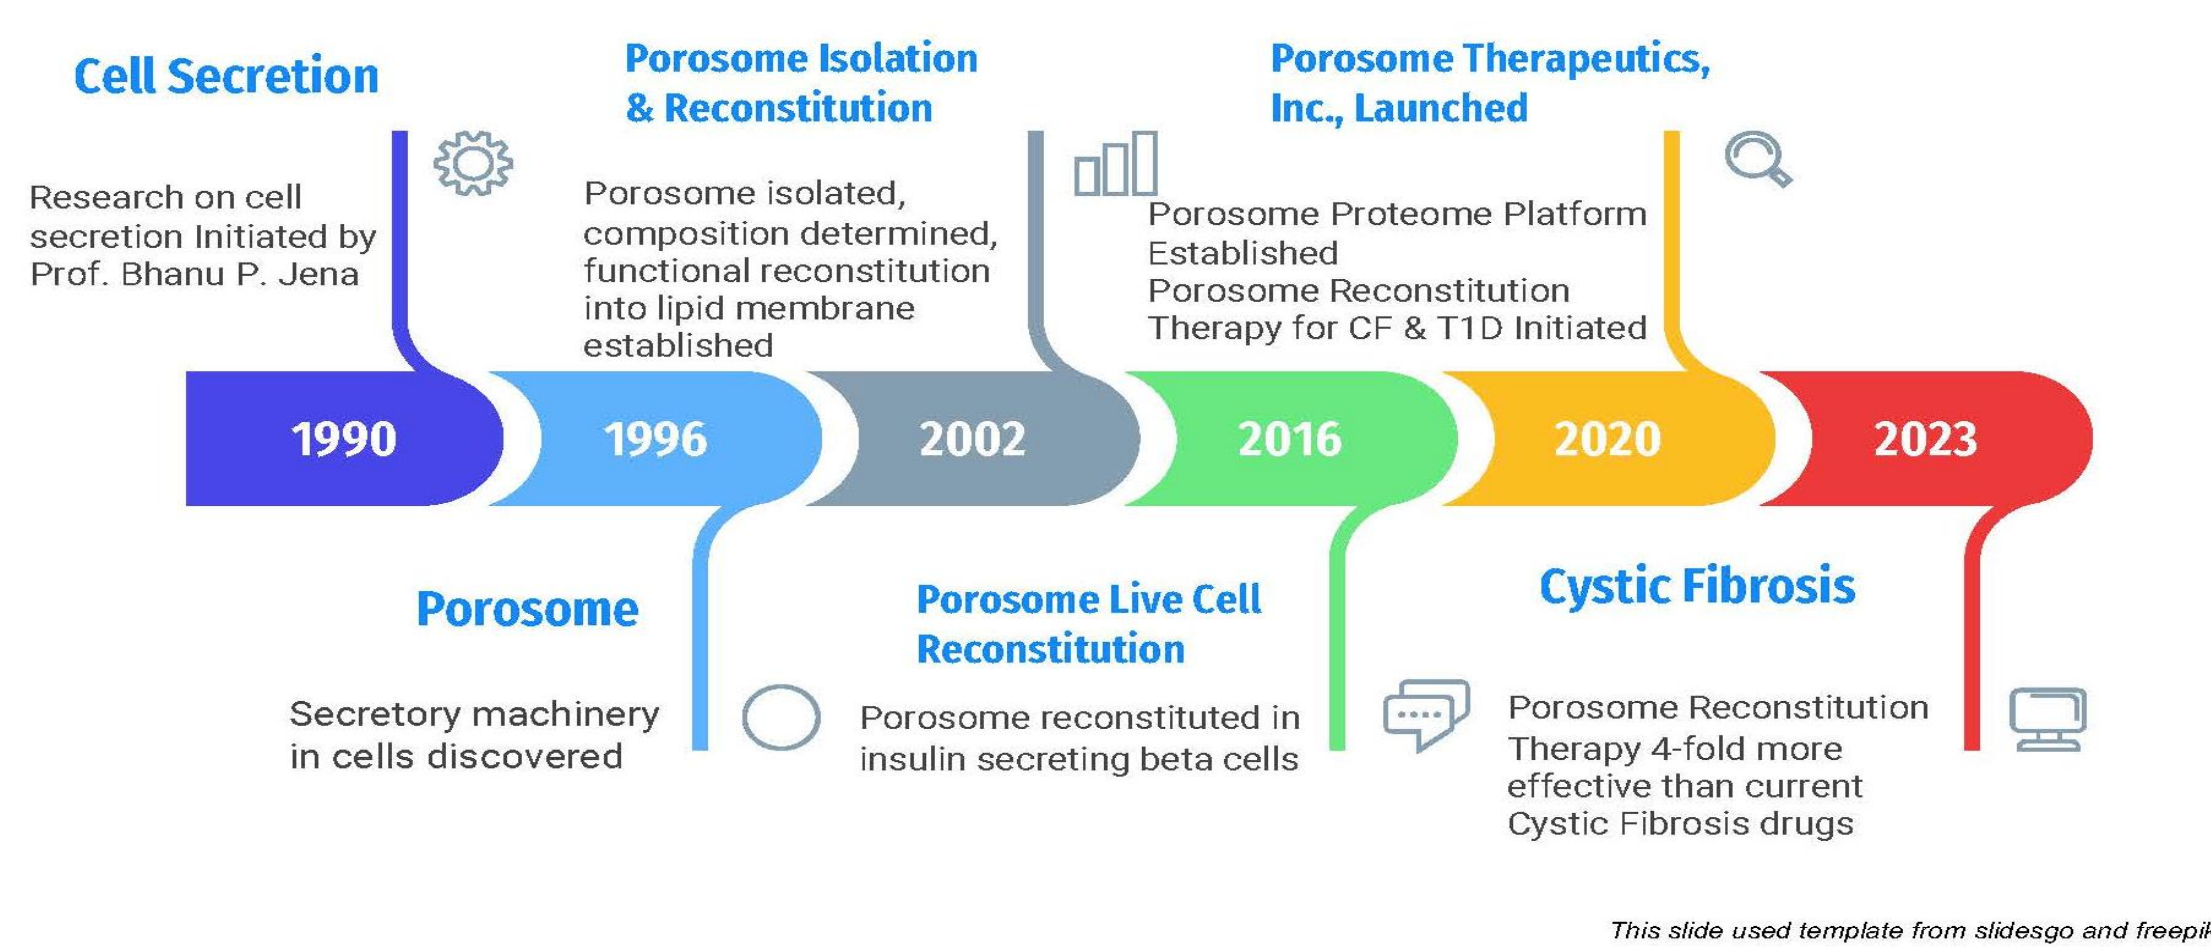 Cell Secretion
Research on cell
secretion Initiated by
Prof. Bhanu P. Jena
Porosome Isolation
& Reconstitution
Porosome isolated,
composition determined,
functional reconstitution
into lipid membrane
established
Porosome Therapeutics,
Inc., Launched
Porosome Proteome Platform
Established
Porosome Reconstitution
Therapy for CF & T1D Initiated
1990
1996
2002
2016
2020
2023
Porosome
Secretory machinery
in cells discovered
Porosome Live Cell
Reconstitution
Porosome reconstituted in
insulin secreting beta cells
Cystic Fibrosis
Porosome Reconstitution
Therapy 4-fold more
effective than current
Cystic Fibrosis drugs
This slide used template from slidesgo and